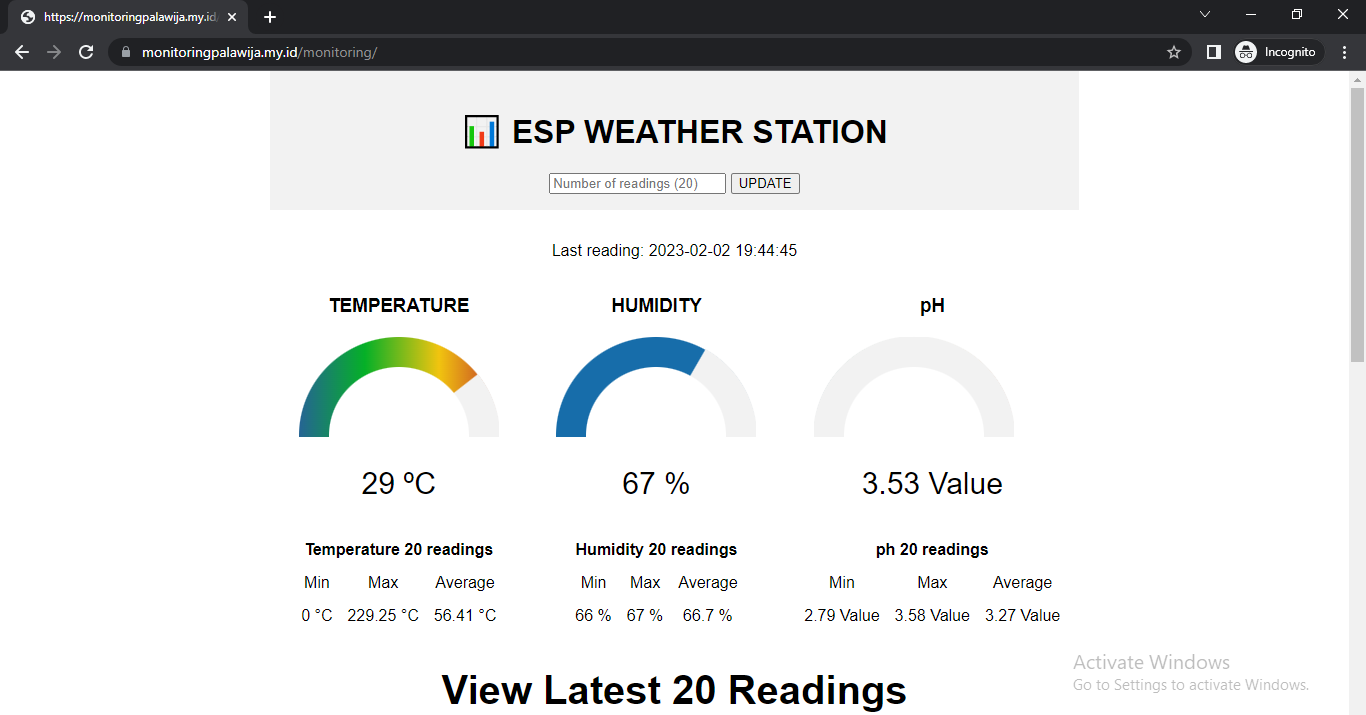 https://monitoringpalawija.my.id/
monitoringpalawija.my.id/monitoring/
Incognito
ESP WEATHER STATION
Number of readings (20) UPDATE
Last reading: 2023-02-02 19:44:45
TEMPERATURE HUMIDITY pH
29 ºC 67 % 3.53 Value
Temperature 20 readings Humidity 20 readings ph 20 readings
Min Max Average Min Max Average Min Max Average
0 °C 229.25 °C 56.41 °C 66 % 67 % 66.7 % 2.79 Value 3.58 Value 3.27 Value
Activate Windows
Go to Settings to activate Windows.
View Latest 20 Readings